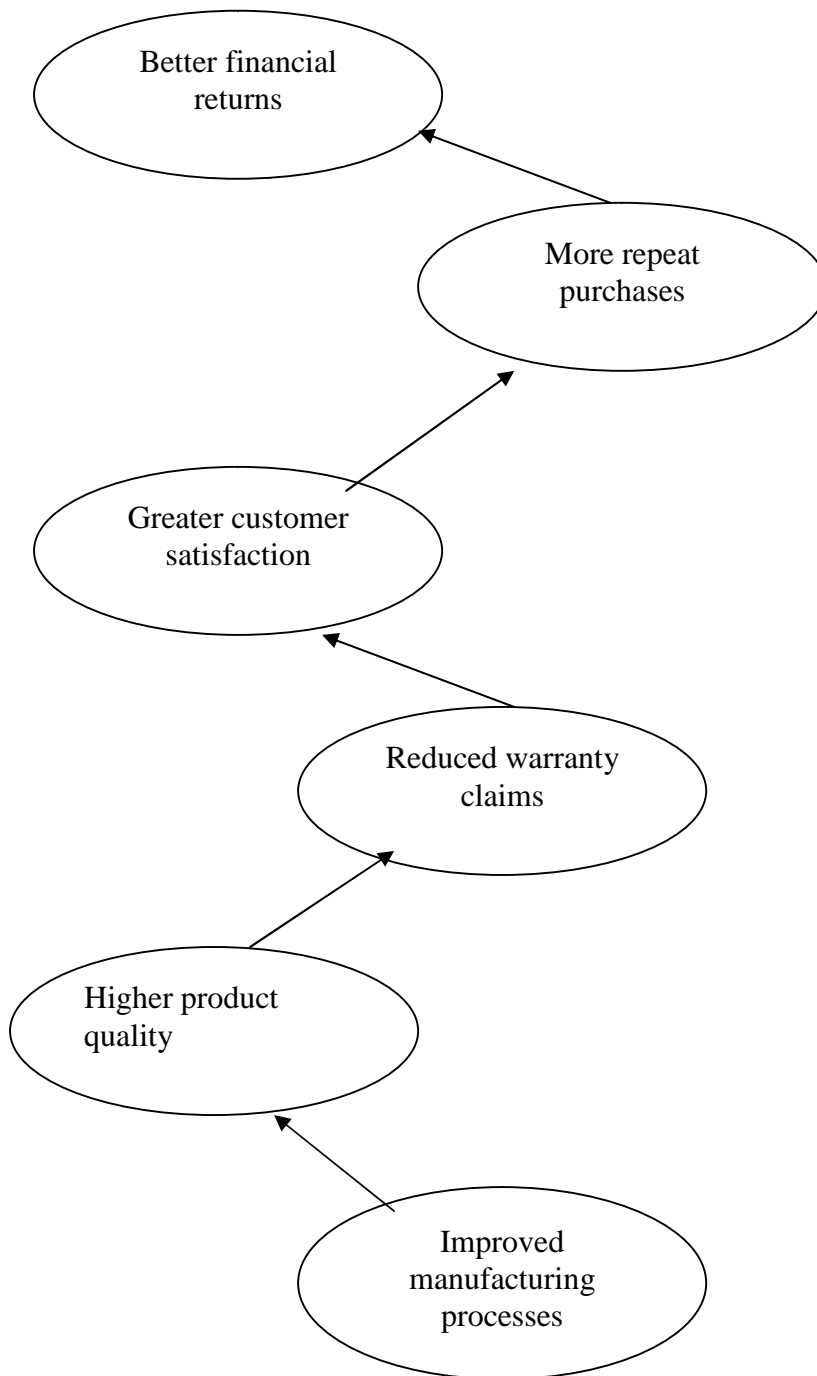 Better financial
returns
More repeat
purchases
Greater customer
satisfaction
Reduced warranty
claims
Higher product
quality
Improved
manufacturing
processes